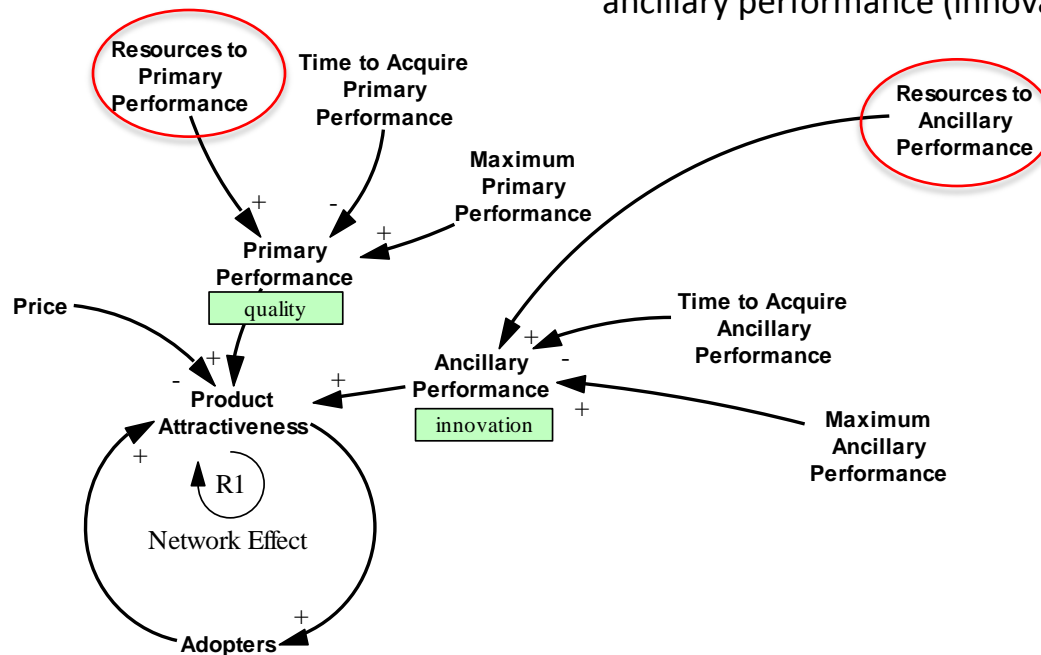 ancillary performance (innova
Resources to
Primary
Performance
Time to Acquire
Primary
Performance
Resources to
Ancillary
Performance
Maximum
Primary
Performance
+
-
+
Primary
Performance
quality
Price
Time to Acquire
Ancillary
Performance
+
-
+
-
Ancillary
Performance
+
+
innovation
Product
Attractiveness
Maximum
Ancillary
Performance
+
R1
Network Effect
+
Adopters